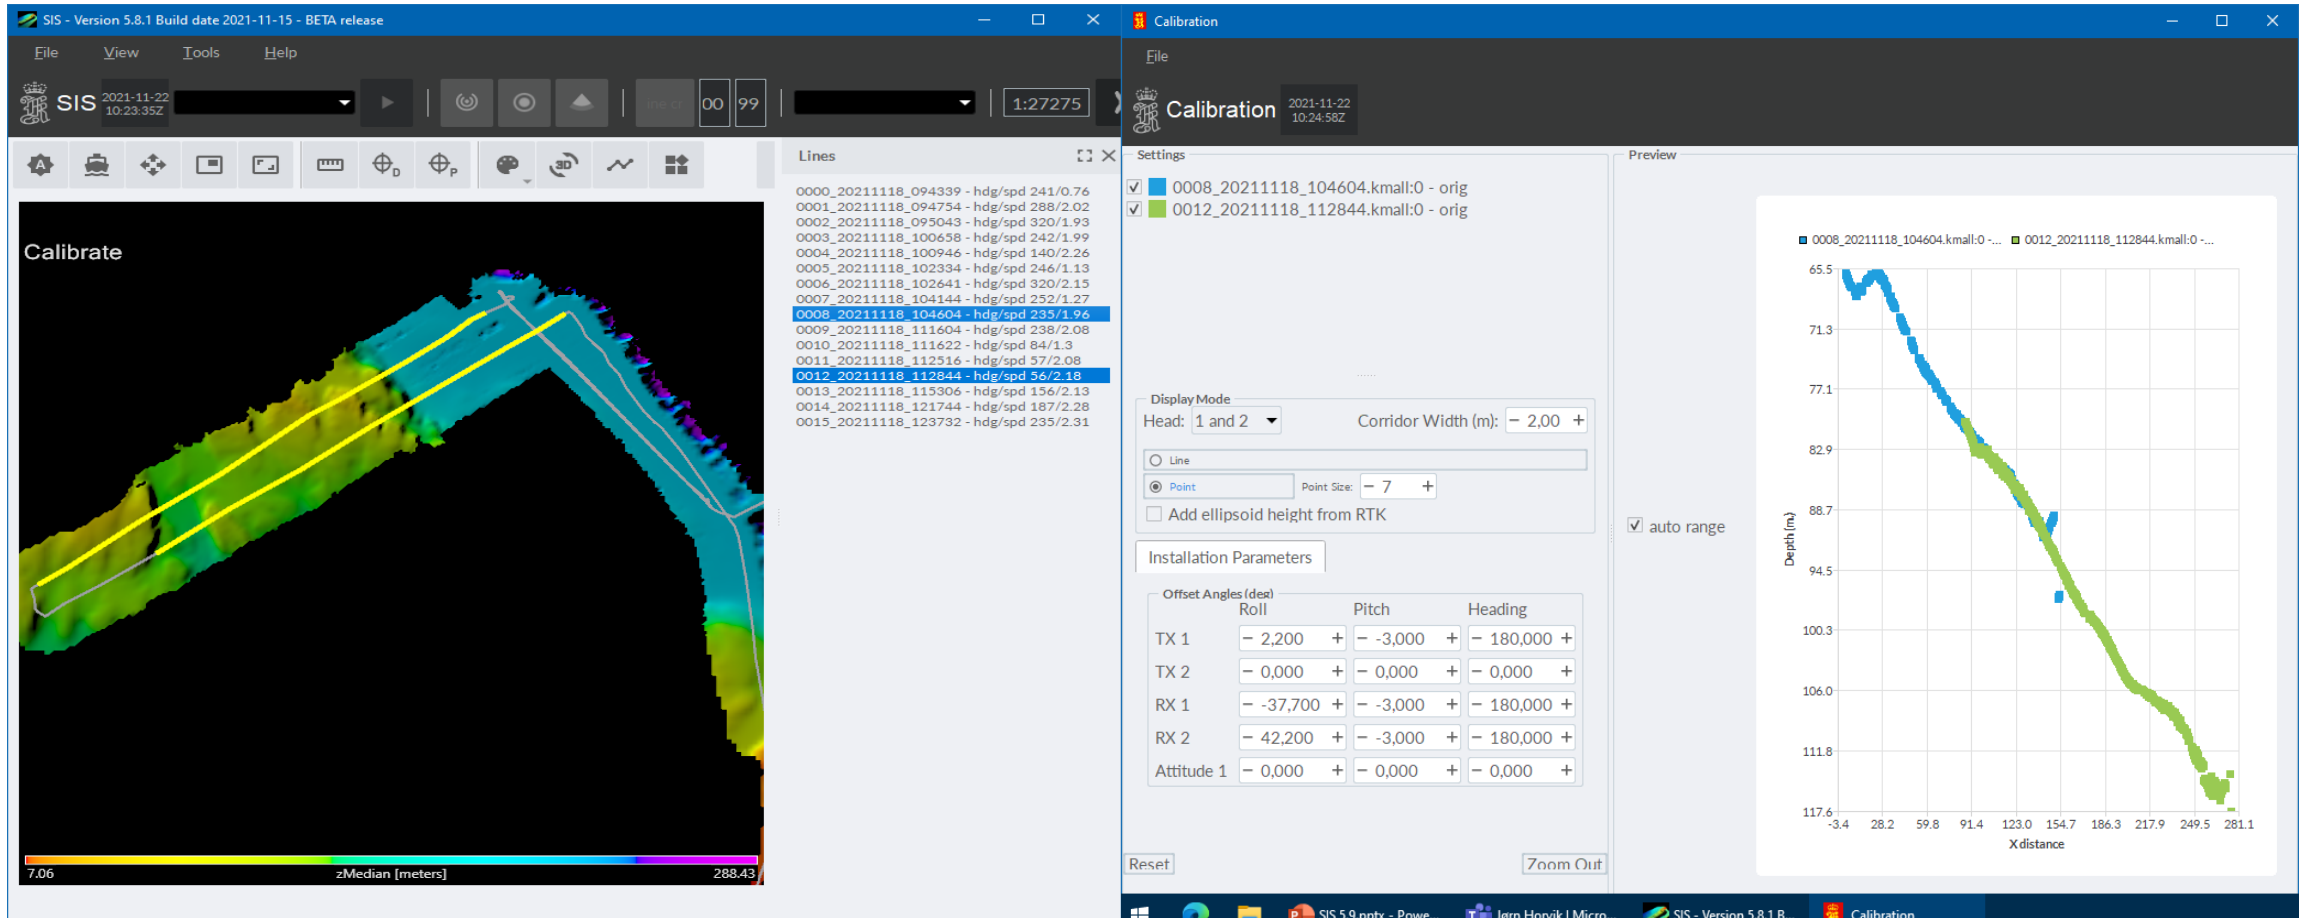 SIS - Version 5.8.1 Build date 2021-11-15 - BETA release
File View Tools Help
SIS 2021-11-22 10:23:35Z
00 99
1:27275
Calibrate
7.06 zMedian [meters] 288.43
Lines
0000_20211118_094339 - hdg/spd 241/0.76
0001_20211118_094754 - hdg/spd 288/2.02
0002_20211118_095043 - hdg/spd 320/1.93
0003_20211118_100658 - hdg/spd 242/1.99
0004_20211118_100946 - hdg/spd 140/2.26
0005_20211118_102334 - hdg/spd 246/1.13
0006_20211118_102641 - hdg/spd 320/2.15
0007_20211118_104144 - hdg/spd 252/1.27
0008_20211118_104604 - hdg/spd 235/1.96
0009_20211118_111604 - hdg/spd 238/2.08
0010_20211118_111622 - hdg/spd 84/1.3
0011_20211118_112516 - hdg/spd 57/2.08
0012_20211118_112844 - hdg/spd 56/2.18
0013_20211118_115306 - hdg/spd 156/2.13
0014_20211118_121744 - hdg/spd 187/2.28
0015_20211118_123732 - hdg/spd 235/2.31
Calibration
File
Calibration 2021-11-22 10:24:58Z
Settings
0008_20211118_104604.kmall:0 - orig
0012_20211118_112844.kmall:0 - orig
Display Mode
Head: 1 and 2 Corridor Width (m): − 2,00 +
Line
Point Point Size: − 7 +
Add ellipsoid height from RTK
Installation Parameters
Offset Angles (deg)
Roll Pitch Heading
TX 1 − 2,200 + − -3,000 + − 180,000 +
TX 2 − 0,000 + − 0,000 + − 0,000 +
RX 1 − -37,700 + − -3,000 + − 180,000 +
RX 2 − 42,200 + − -3,000 + − 180,000 +
Attitude 1 − 0,000 + − 0,000 + − 0,000 +
Reset Zoom Out
Preview
auto range
0008_20211118_104604.kmall:0 -... 0012_20211118_112844.kmall:0 -...
65.5
71.3
77.1
82.9
88.7
94.5
100.3
106.0
111.8
117.6
Depth (m.)
-3.4 28.2 59.8 91.4 123.0 154.7 186.3 217.9 249.5 281.1
X distance
SIS 5.9.pptx - Powe... Jørn Horvik | Micro... SIS - Version 5.8.1 B... Calibration